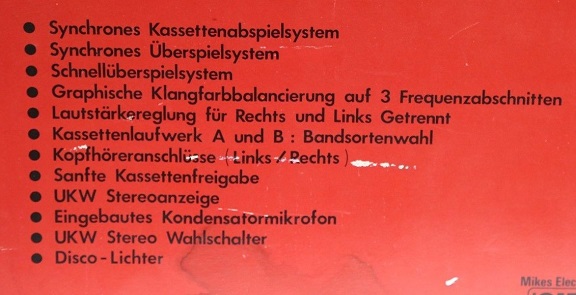 ● Synchrones Kassettenabspielsystem
● Synchrones Überspielsystem
● Schnellüberspielsystem
● Graphische Klangfarbbalancierung auf 3 Frequenzabschnitten
● Lautstärkereglung für Rechts und Links Getrennt
● Kassettenlaufwerk A und B : Bandsortenwahl
● Kopfhöreranschlüsse (Links/Rechts)
● Sanfte Kassettenfreigabe
● UKW Stereoanzeige
● Eingebautes Kondensatormikrofon
● UKW Stereo Wahlschalter
● Disco-Lichter
Mikes